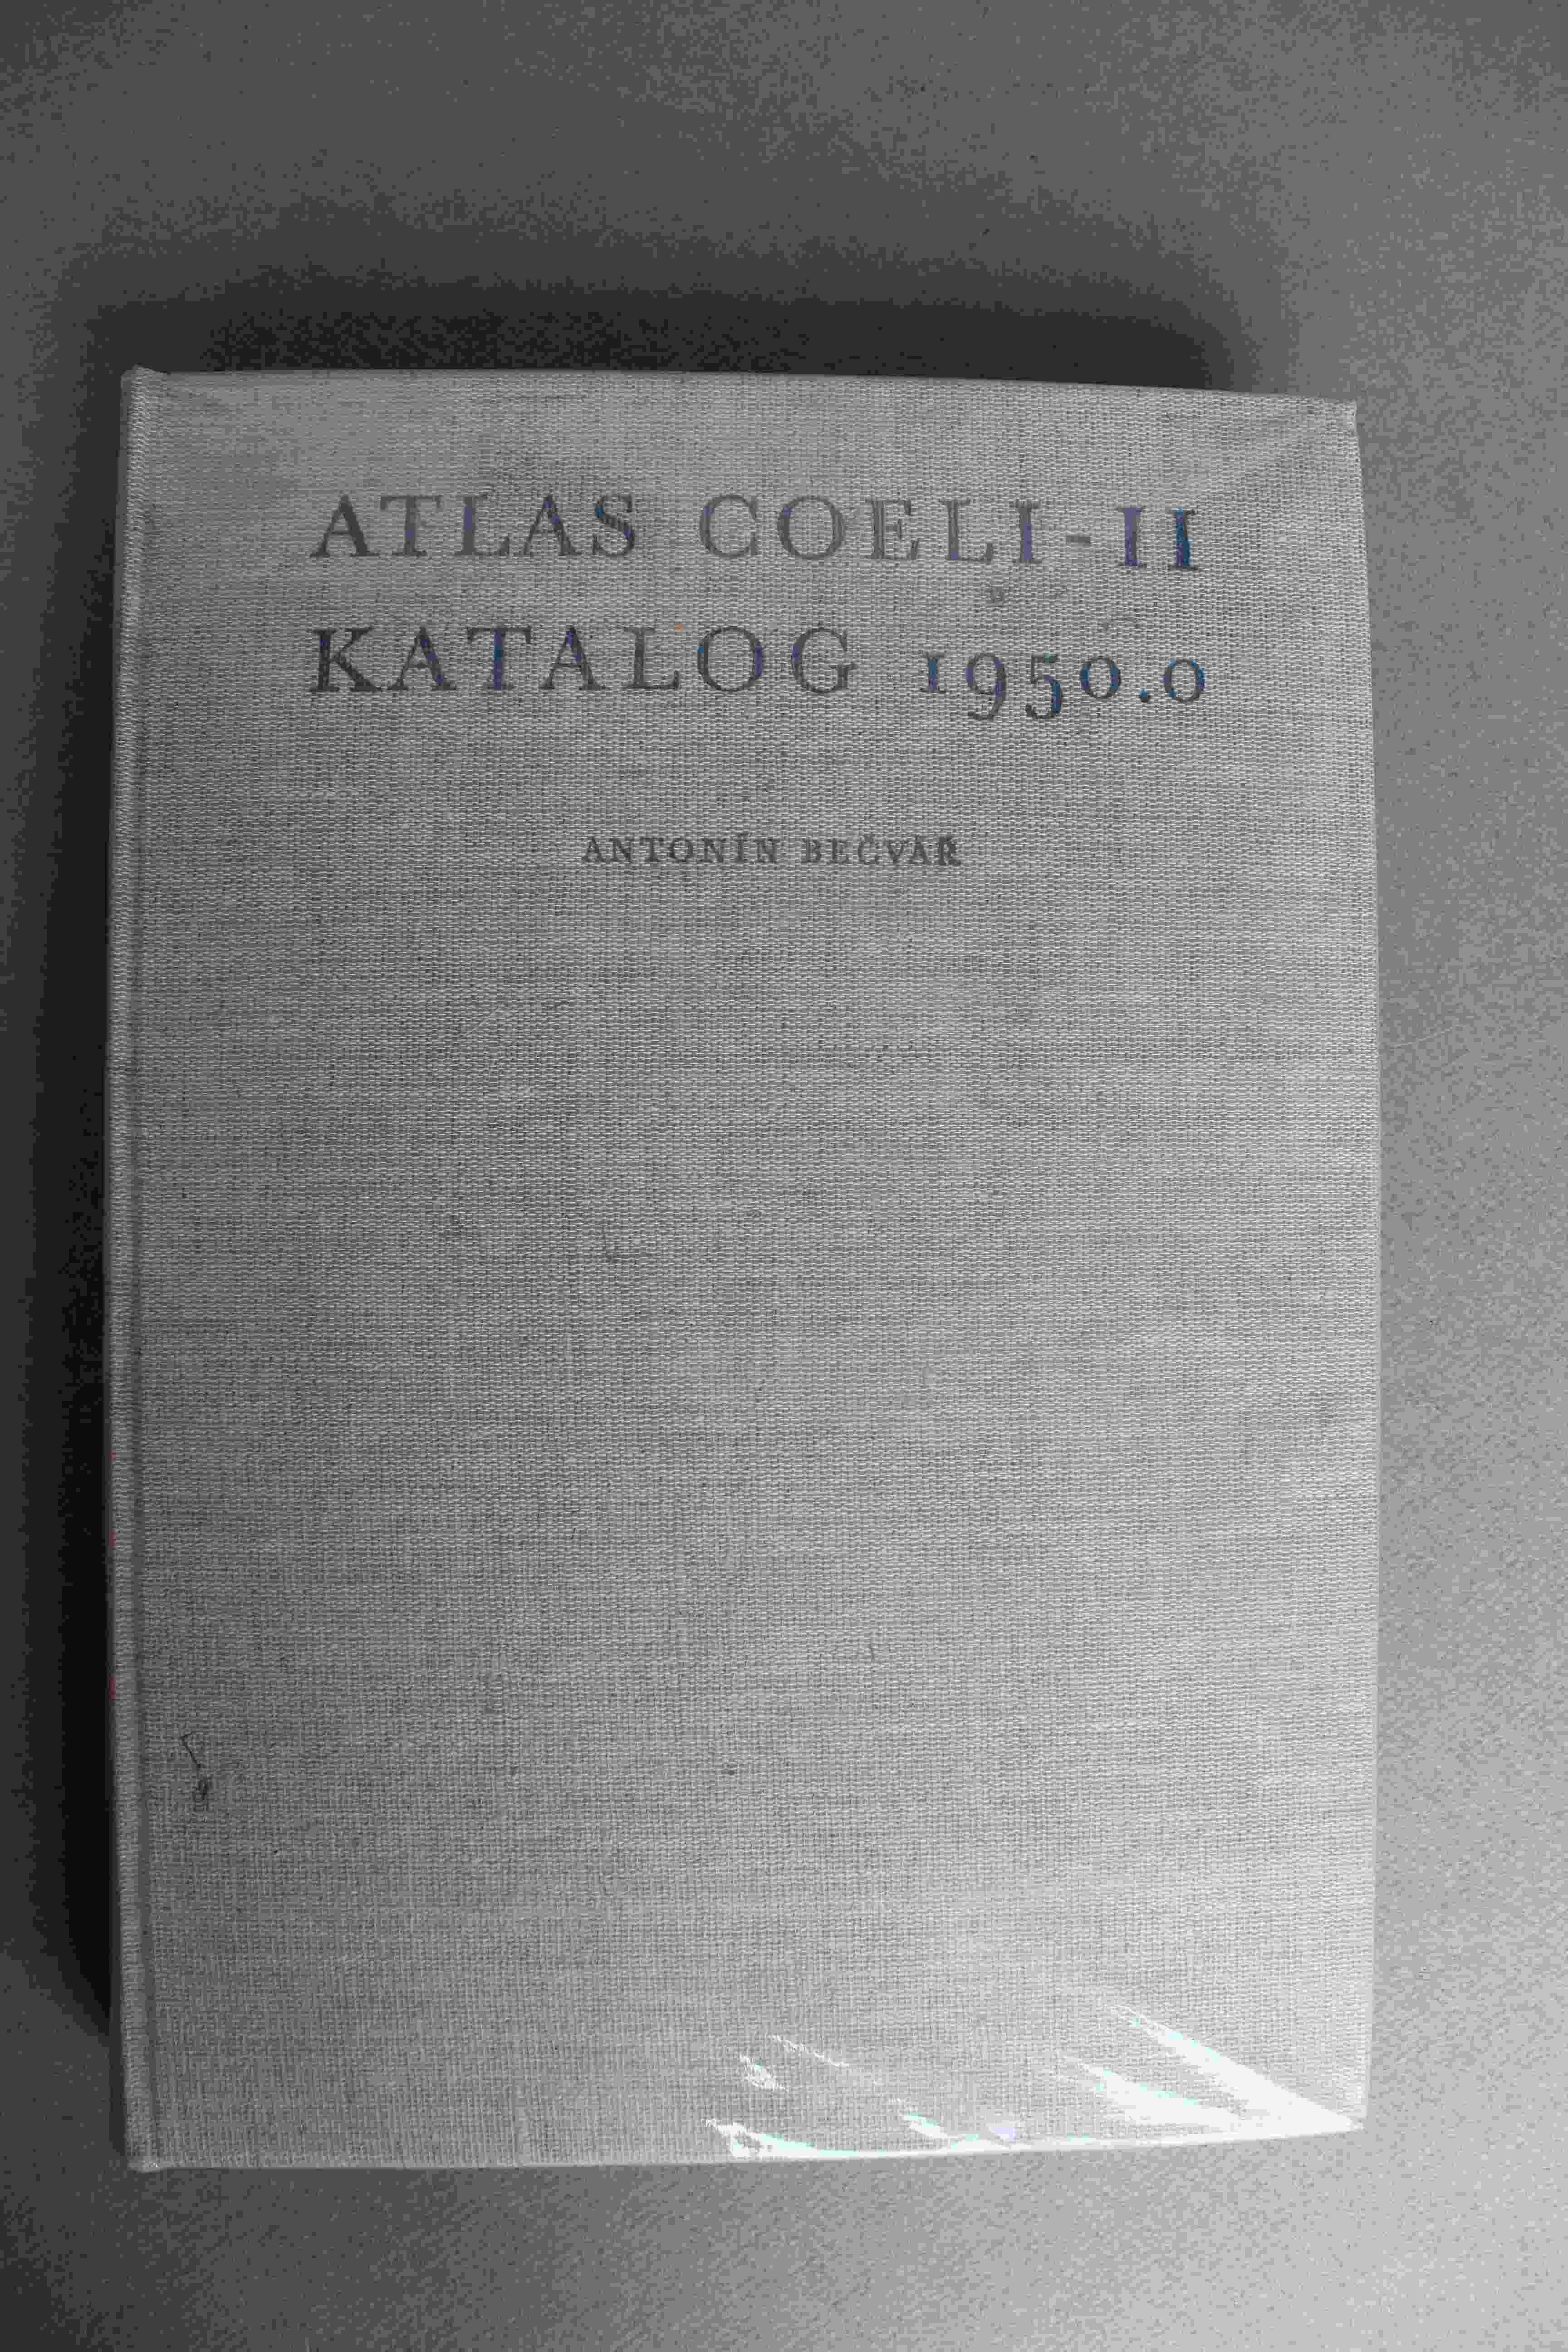 ATLAS COELI-II
KATALOG 1950.0
ANTONÍN BEČVÁŘ